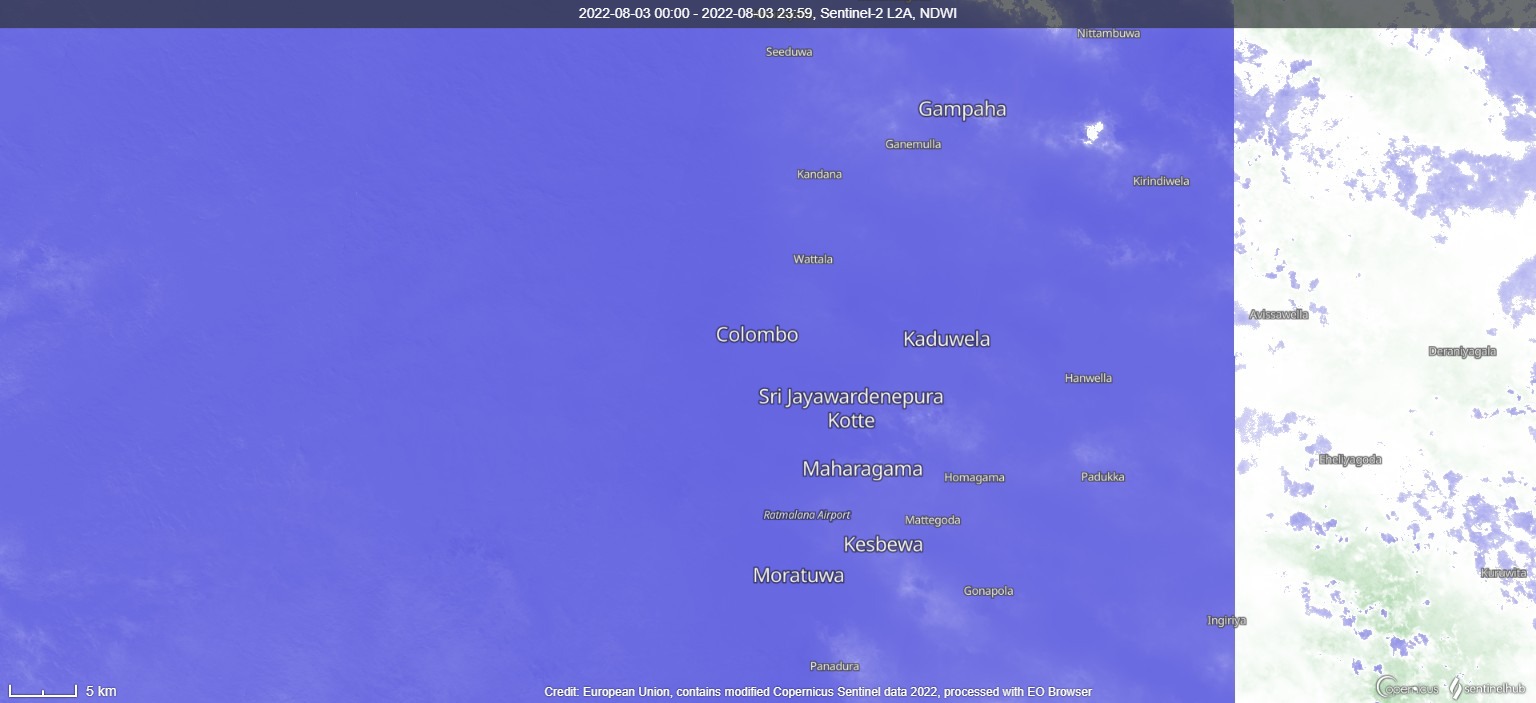 2022-08-03 00:00 - 2022-08-03 23:59, Sentinel-2 L2A, NDWI
Nittambuwa
Seeduwa
Gampaha
Ganemulla
Kandana
Kirindiwela
Wattala
Avissawella
Colombo
Kaduwela
Deraniyagala
Hanwella
Sri Jayawardenepura
Kotte
Eheliyagoda
Maharagama
Homagama
Padukka
Ratmalana Airport
Mattegoda
Kesbewa
Kuruwita
Moratuwa
Gonapola
Ingiriya
Panadura
5 km
Credit: European Union, contains modified Copernicus Sentinel data 2022, processed with EO Browser
opernicus
sentinelhub